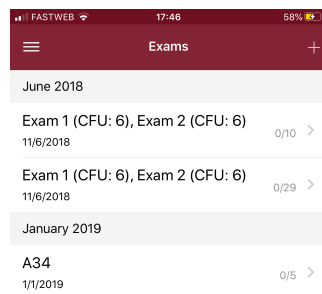 FASTWEB 17:46 58%
Exams
June 2018
Exam 1 (CFU: 6), Exam 2 (CFU: 6)
0/10
11/6/2018
Exam 1 (CFU: 6), Exam 2 (CFU: 6)
0/29
11/6/2018
January 2019
A34
0/5
1/1/2019